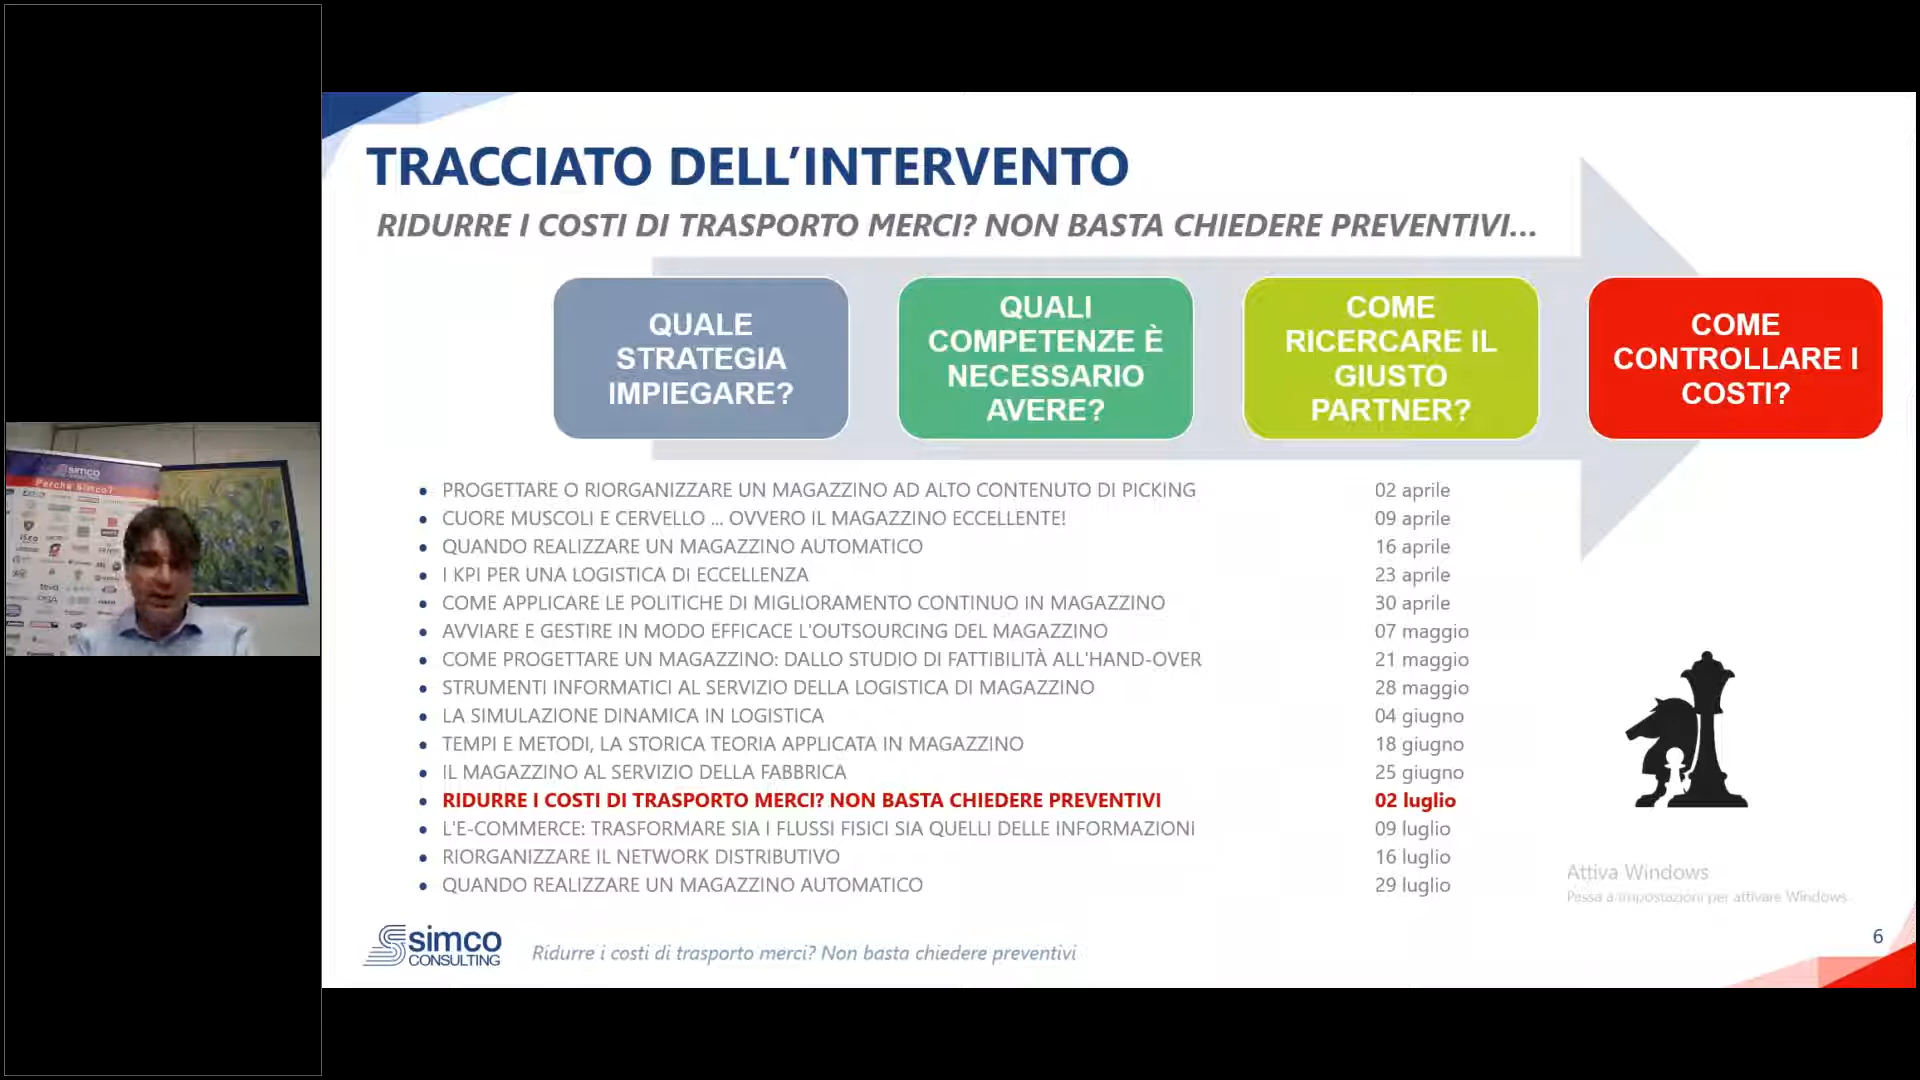 TRACCIATO DELL’INTERVENTO
RIDURRE I COSTI DI TRASPORTO MERCI? NON BASTA CHIEDERE PREVENTIVI...
QUALE
STRATEGIA
IMPIEGARE?
QUALI
COMPETENZE È
NECESSARIO
AVERE?
COME
RICERCARE IL
GIUSTO
PARTNER?
COME
CONTROLLARE I
COSTI?
• PROGETTARE O RIORGANIZZARE UN MAGAZZINO AD ALTO CONTENUTO DI PICKING 02 aprile
• CUORE MUSCOLI E CERVELLO ... OVVERO IL MAGAZZINO ECCELLENTE! 09 aprile
• QUANDO REALIZZARE UN MAGAZZINO AUTOMATICO 16 aprile
• I KPI PER UNA LOGISTICA DI ECCELLENZA 23 aprile
• COME APPLICARE LE POLITICHE DI MIGLIORAMENTO CONTINUO IN MAGAZZINO 30 aprile
• AVVIARE E GESTIRE IN MODO EFFICACE L'OUTSOURCING DEL MAGAZZINO 07 maggio
• COME PROGETTARE UN MAGAZZINO: DALLO STUDIO DI FATTIBILITÀ ALL'HAND-OVER 21 maggio
• STRUMENTI INFORMATICI AL SERVIZIO DELLA LOGISTICA DI MAGAZZINO 28 maggio
• LA SIMULAZIONE DINAMICA IN LOGISTICA 04 giugno
• TEMPI E METODI, LA STORICA TEORIA APPLICATA IN MAGAZZINO 18 giugno
• IL MAGAZZINO AL SERVIZIO DELLA FABBRICA 25 giugno
• RIDURRE I COSTI DI TRASPORTO MERCI? NON BASTA CHIEDERE PREVENTIVI 02 luglio
• L'E-COMMERCE: TRASFORMARE SIA I FLUSSI FISICI SIA QUELLI DELLE INFORMAZIONI 09 luglio
• RIORGANIZZARE IL NETWORK DISTRIBUTIVO 16 luglio
• QUANDO REALIZZARE UN MAGAZZINO AUTOMATICO 29 luglio
Attiva Windows
Passa a Impostazioni per attivare Windows.
6
simco
CONSULTING
Ridurre i costi di trasporto merci? Non basta chiedere preventivi
simco
Perché Simco?